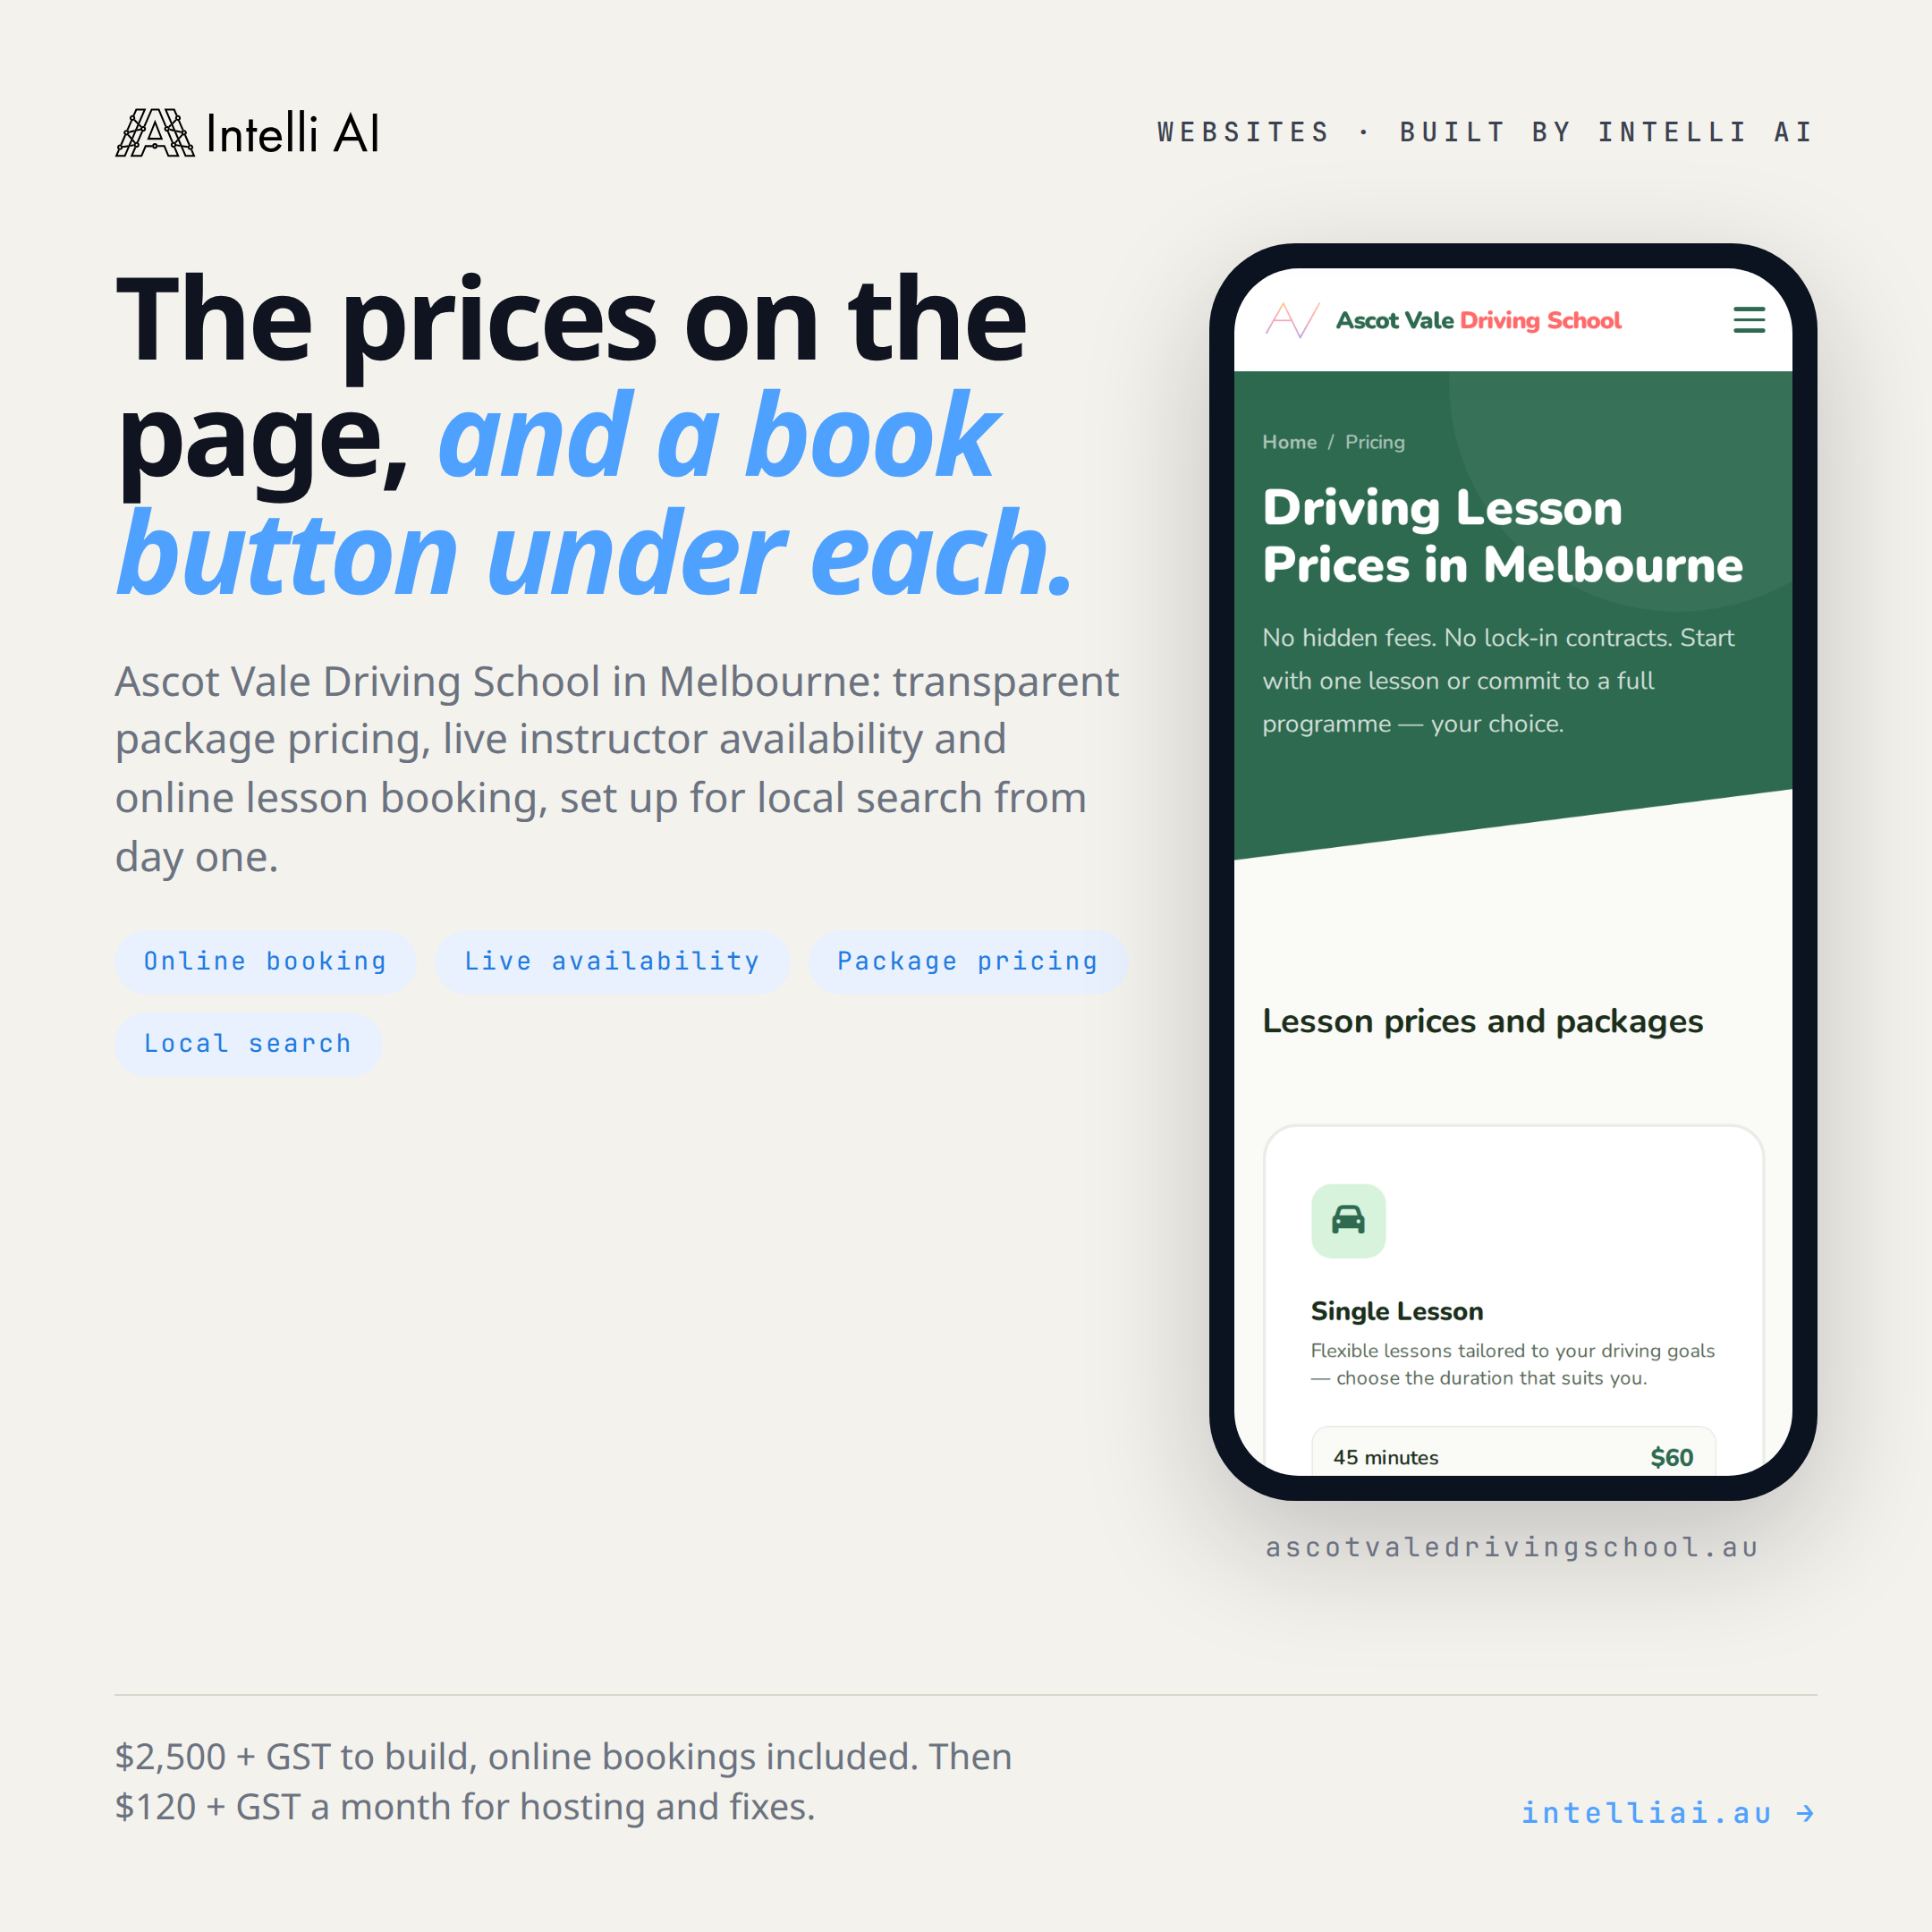 Intelli AI
WEBSITES · BUILT BY INTELLI AI
The prices on the
page, and a book
button under each.
Ascot Vale Driving School in Melbourne: transparent
package pricing, live instructor availability and
online lesson booking, set up for local search from
day one.
Online booking
Live availability
Package pricing
Local search
Ascot Vale Driving School
Home / Pricing
Driving Lesson
Prices in Melbourne
No hidden fees. No lock-in contracts. Start
with one lesson or commit to a full
programme — your choice.
Lesson prices and packages
Single Lesson
Flexible lessons tailored to your driving goals
— choose the duration that suits you.
45 minutes $60
ascotvaledrivingschool.au
$2,500 + GST to build, online bookings included. Then
$120 + GST a month for hosting and fixes.
intelliai.au →